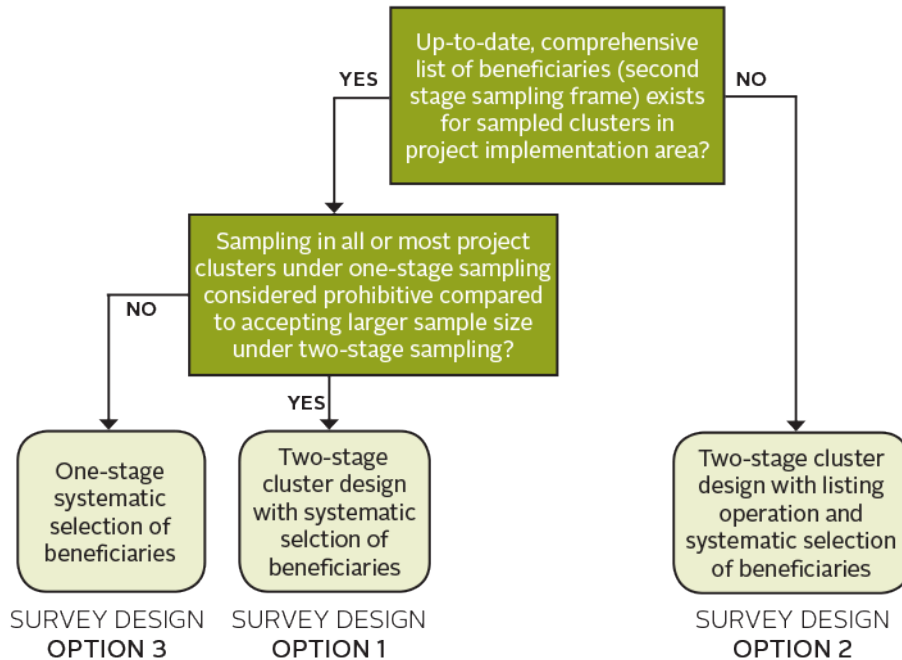 Up-to-date, comprehensive
list of beneficiaries (second
stage sampling frame) exists
for sampled clusters in
project implementation area?
YES
NO
Sampling in all or most project
clusters under one-stage sampling
considered prohibitive compared
to accepting larger sample size
under two-stage sampling?
NO
YES
One-stage
systematic
selection of
beneficiaries
SURVEY DESIGN
OPTION 3
Two-stage
cluster design
with systematic
selction of
beneficiaries
SURVEY DESIGN
OPTION 1
Two-stage cluster
design with listing
operation and
systematic selection
of beneficiaries
SURVEY DESIGN
OPTION 2